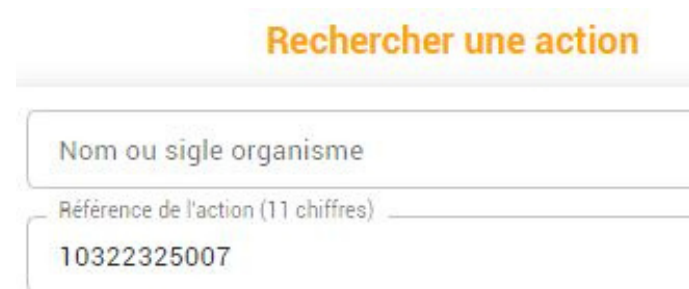 Rechercher une action
Nom ou sigle organisme
Référence de l'action (11 chiffres)
10322325007